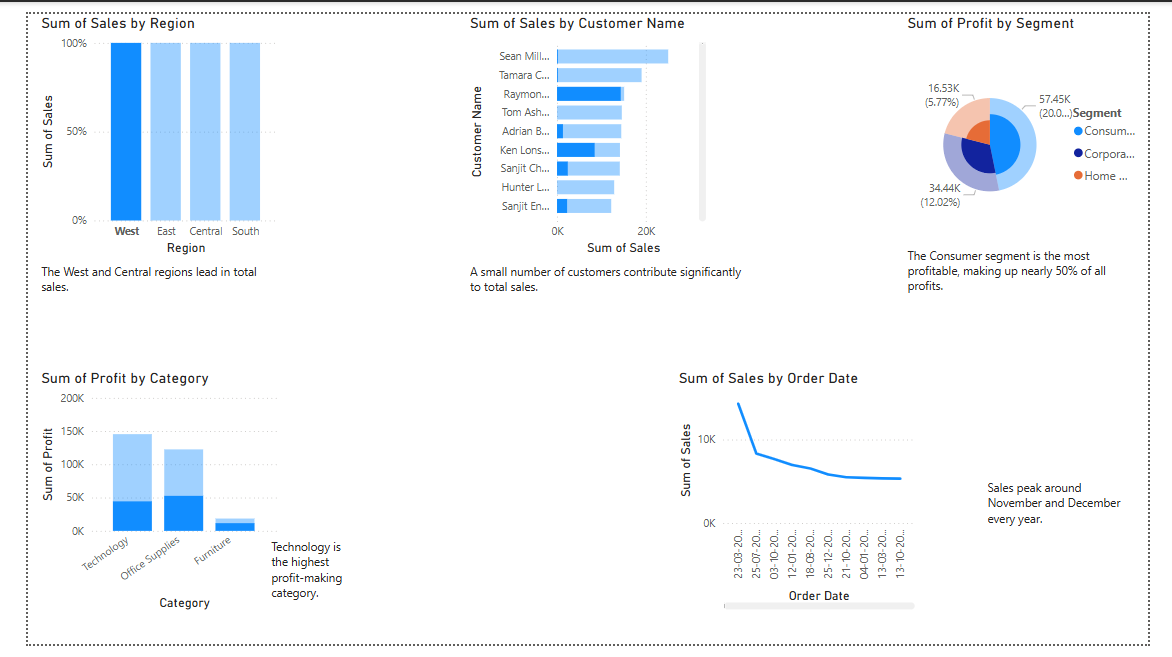 Sum of Sales by Region
100%
50%
0%
Sum of Sales
West East Central South
Region
The West and Central regions lead in total
sales.
Sum of Sales by Customer Name
Customer Name
Sean Mill...
Tamara C...
Raymon...
Tom Ash...
Adrian B...
Ken Lons...
Sanjit Ch...
Hunter L...
Sanjit En...
0K 20K
Sum of Sales
A small number of customers contribute significantly
to total sales.
Sum of Profit by Segment
16.53K
(5.77%)
57.45K
(20.0...)
34.44K
(12.02%)
Segment
Consum...
Corpora...
Home ...
The Consumer segment is the most
profitable, making up nearly 50% of all
profits.
Sum of Profit by Category
200K
150K
100K
50K
0K
Sum of Profit
Technology
Office Supplies
Furniture
Category
Technology is
the highest
profit-making
category.
Sum of Sales by Order Date
Sum of Sales
10K
0K
23-03-20...
25-07-20...
03-10-20...
12-01-20...
18-08-20...
25-12-20...
21-10-20...
04-01-20...
13-03-20...
13-10-20...
Order Date
Sales peak around
November and December
every year.